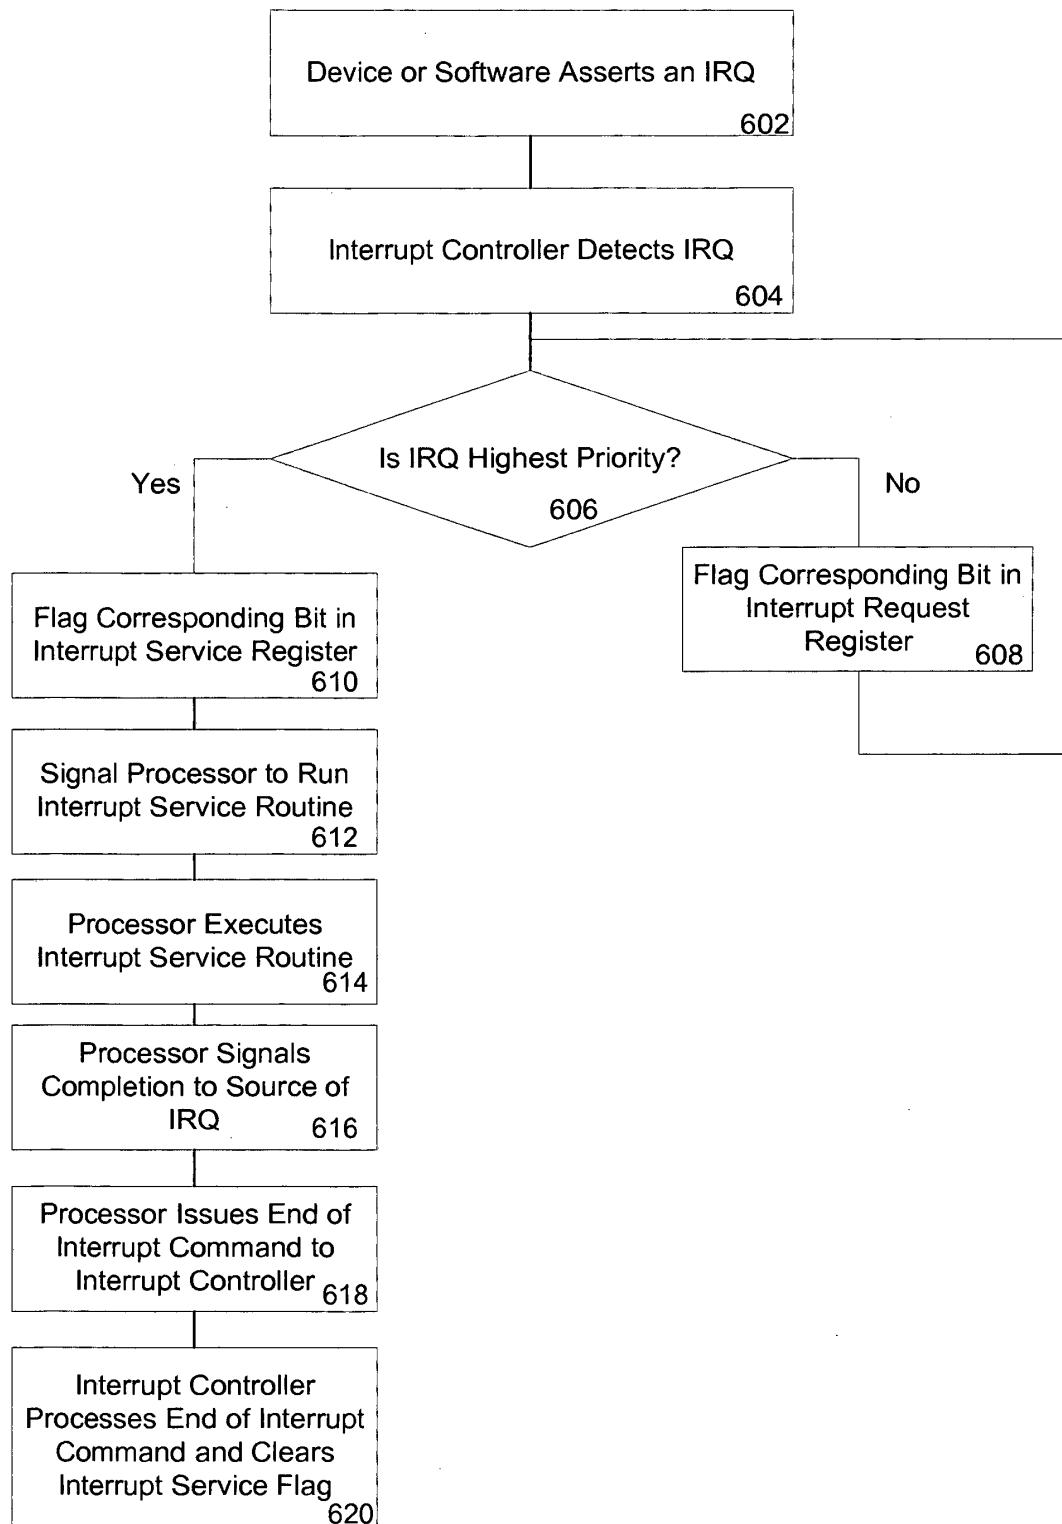 Device or Software Asserts an IRQ
602
Interrupt Controller Detects IRQ
604
Is IRQ Highest Priority?
606
Yes
No
Flag Corresponding Bit in
Interrupt Request
Register
608
Flag Corresponding Bit in
Interrupt Service Register
610
Signal Processor to Run
Interrupt Service Routine
612
Processor Executes
Interrupt Service Routine
614
Processor Signals
Completion to Source of
IRQ
616
Processor Issues End of
Interrupt Command to
Interrupt Controller
618
Interrupt Controller
Processes End of Interrupt
Command and Clears
Interrupt Service Flag
620